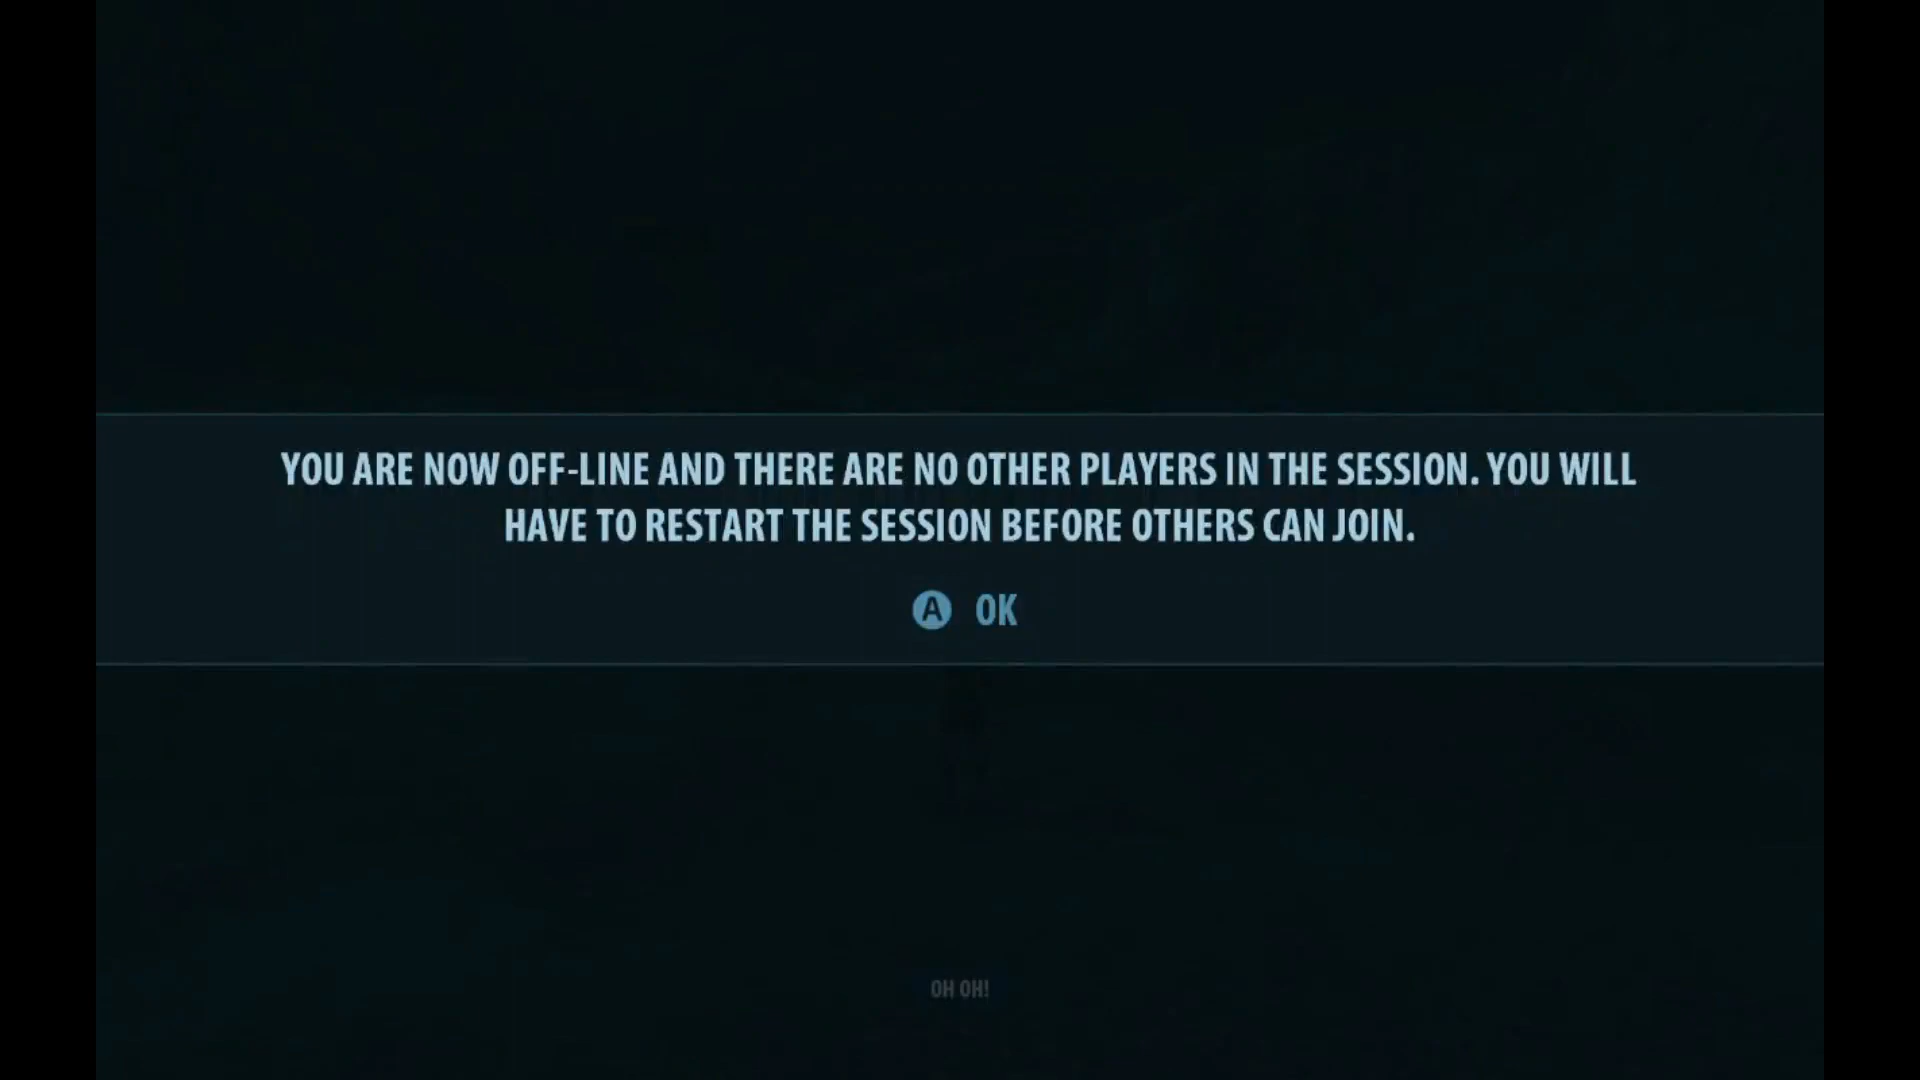 YOU ARE NOW OFF-LINE AND THERE ARE NO OTHER PLAYERS IN THE SESSION. YOU WILL
HAVE TO RESTART THE SESSION BEFORE OTHERS CAN JOIN.
A OK
OH OH!